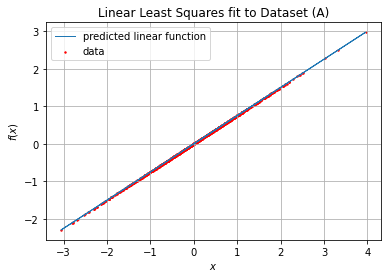 Linear Least Squares fit to Dataset (A)
predicted linear function
data
3
2
1
0
−1
−2
f(x)
−3
−2
−1
0
1
2
3
4
x